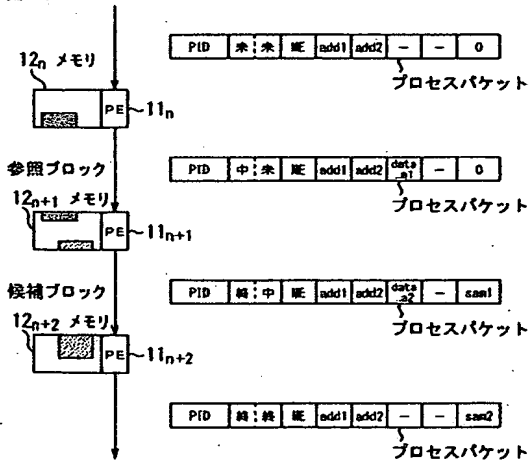 PID 未 未 ME add1 add2 — — 0
プロセスパケット
12n メモリ
PE
11n
参照ブロック
PID 中 未 ME add1 add2 data a1 — 0
プロセスパケット
12n+1 メモリ
PE
11n+1
候補ブロック
PID 終 中 ME add1 add2 data a2 — sam1
プロセスパケット
12n+2 メモリ
PE
11n+2
PID 終 終 ME add1 add2 — — sam2
プロセスパケット